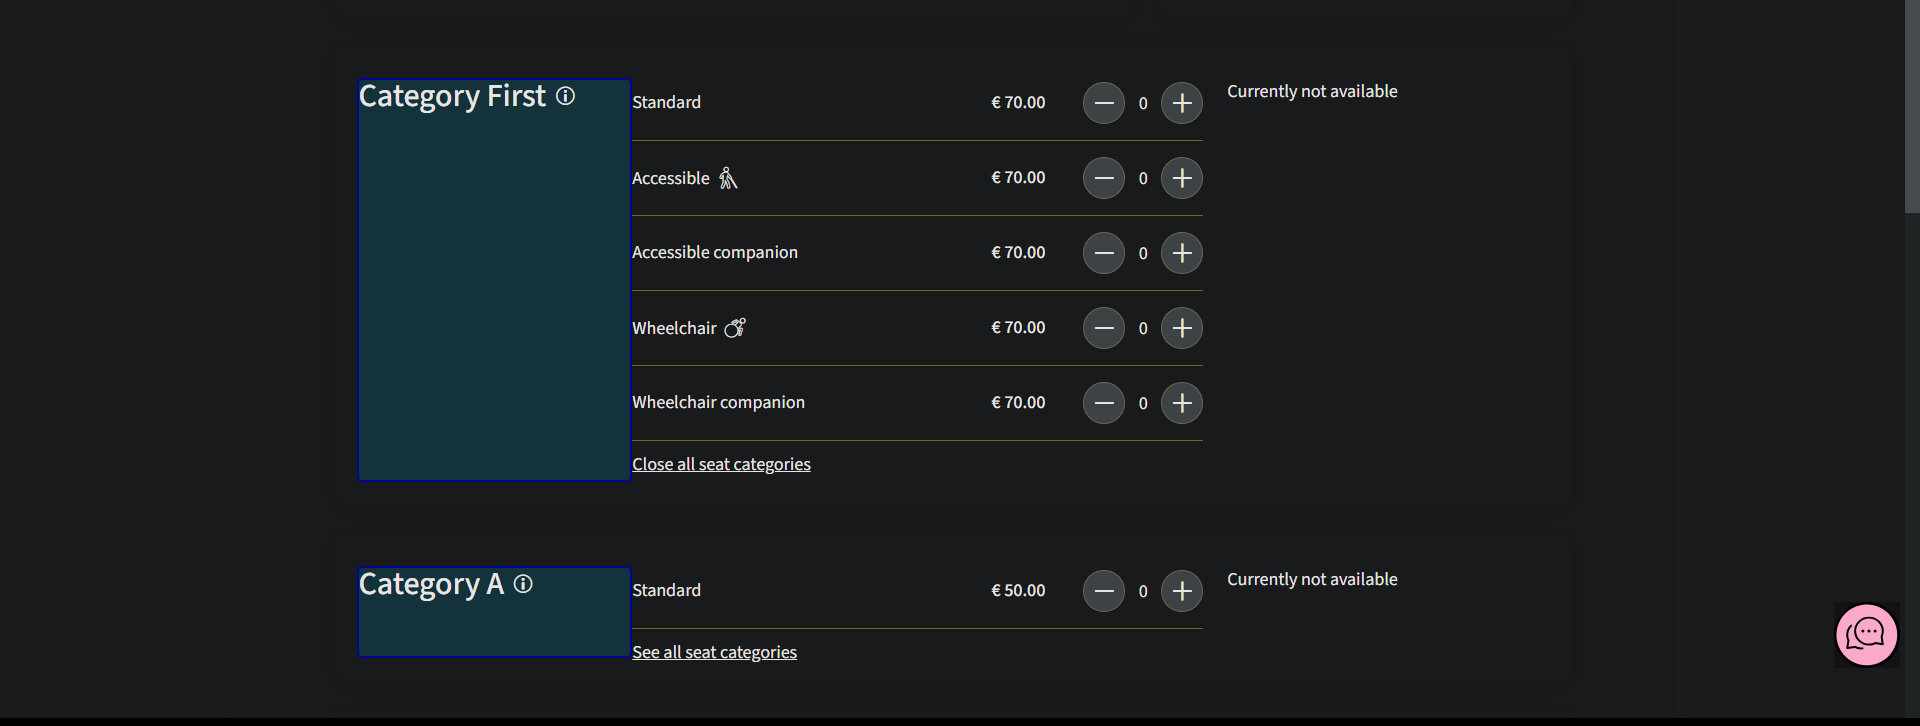 Category First
Standard € 70.00 0 Currently not available
Accessible € 70.00 0
Accessible companion € 70.00 0
Wheelchair € 70.00 0
Wheelchair companion € 70.00 0
Close all seat categories
Category A
Standard € 50.00 0 Currently not available
See all seat categories